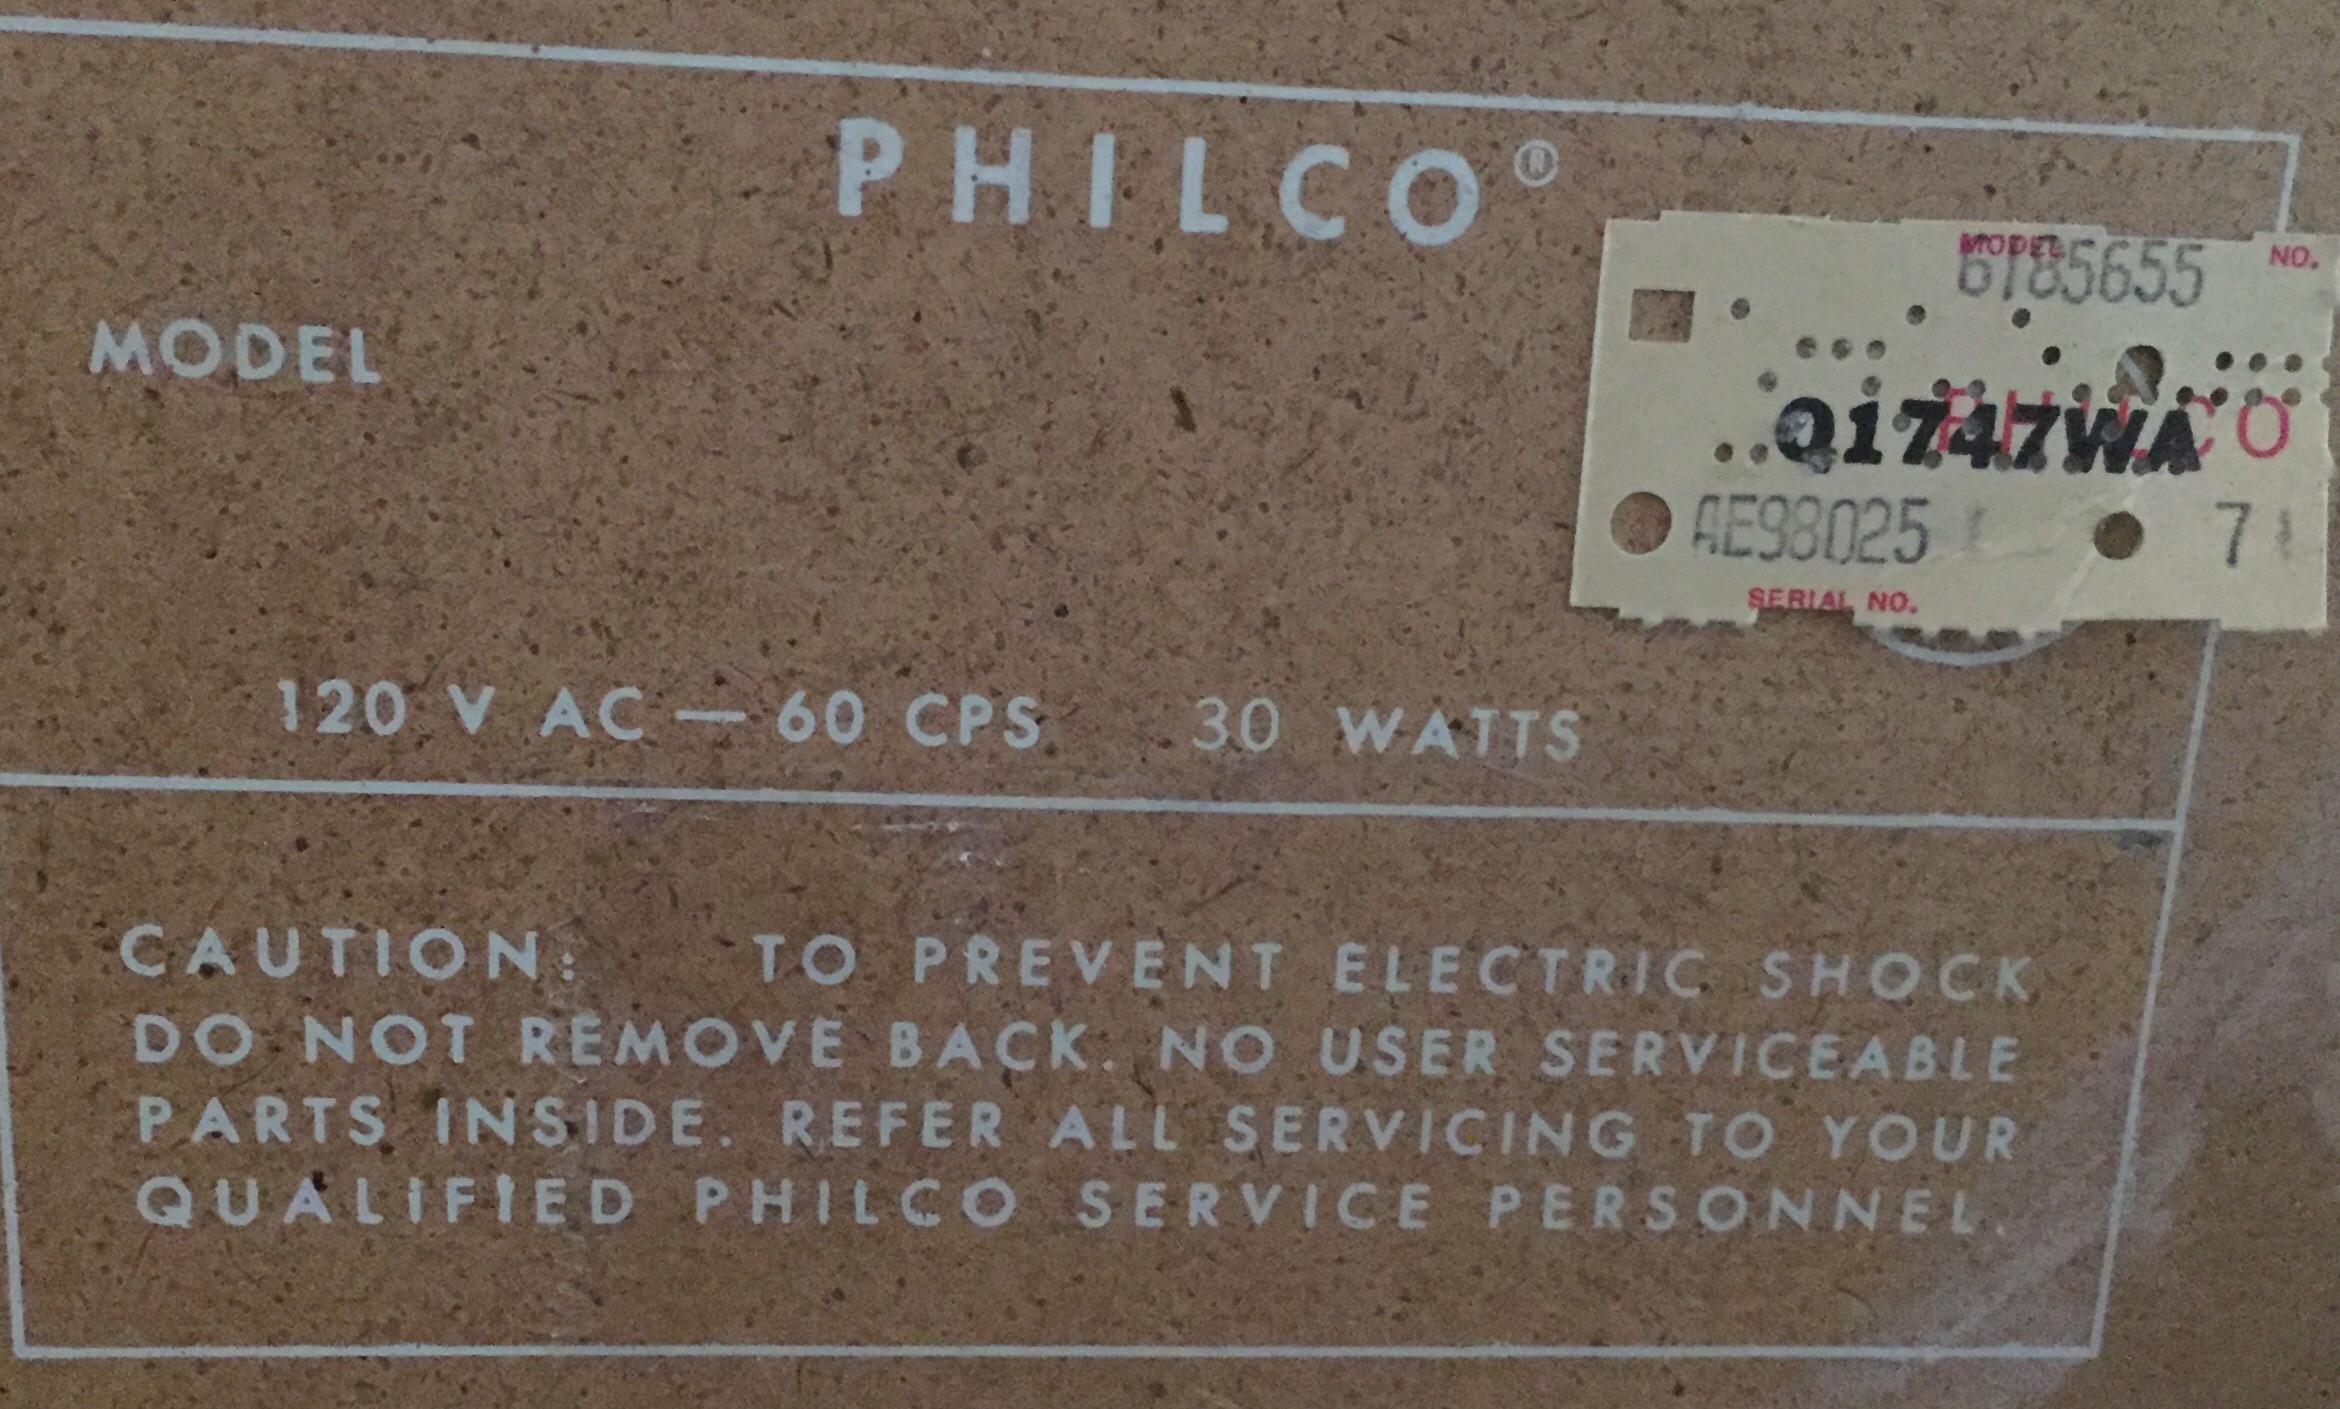 PHILCO®
MODEL NO.
6785655
MODEL
PHILCO
Q1747WA
AE98025 7
SERIAL NO.
120 V AC — 60 CPS 30 WATTS
CAUTION: TO PREVENT ELECTRIC SHOCK
DO NOT REMOVE BACK. NO USER SERVICEABLE
PARTS INSIDE. REFER ALL SERVICING TO YOUR
QUALIFIED PHILCO SERVICE PERSONNEL.